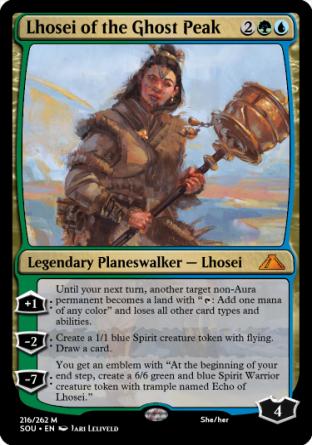 Lhosei of the Ghost Peak 2
Legendary Planeswalker — Lhosei
+1: Until your next turn, another target non-Aura
permanent becomes a land with “: Add one mana
of any color” and loses all other card types and
abilities.
-2: Create a 1/1 blue Spirit creature token with flying.
Draw a card.
-7: You get an emblem with “At the beginning of your
end step, create a 6/6 green and blue Spirit Warrior
creature token with trample named Echo of
Lhosei.”
4
216/262 M
She/her
SOU • EN Jari Leliveld